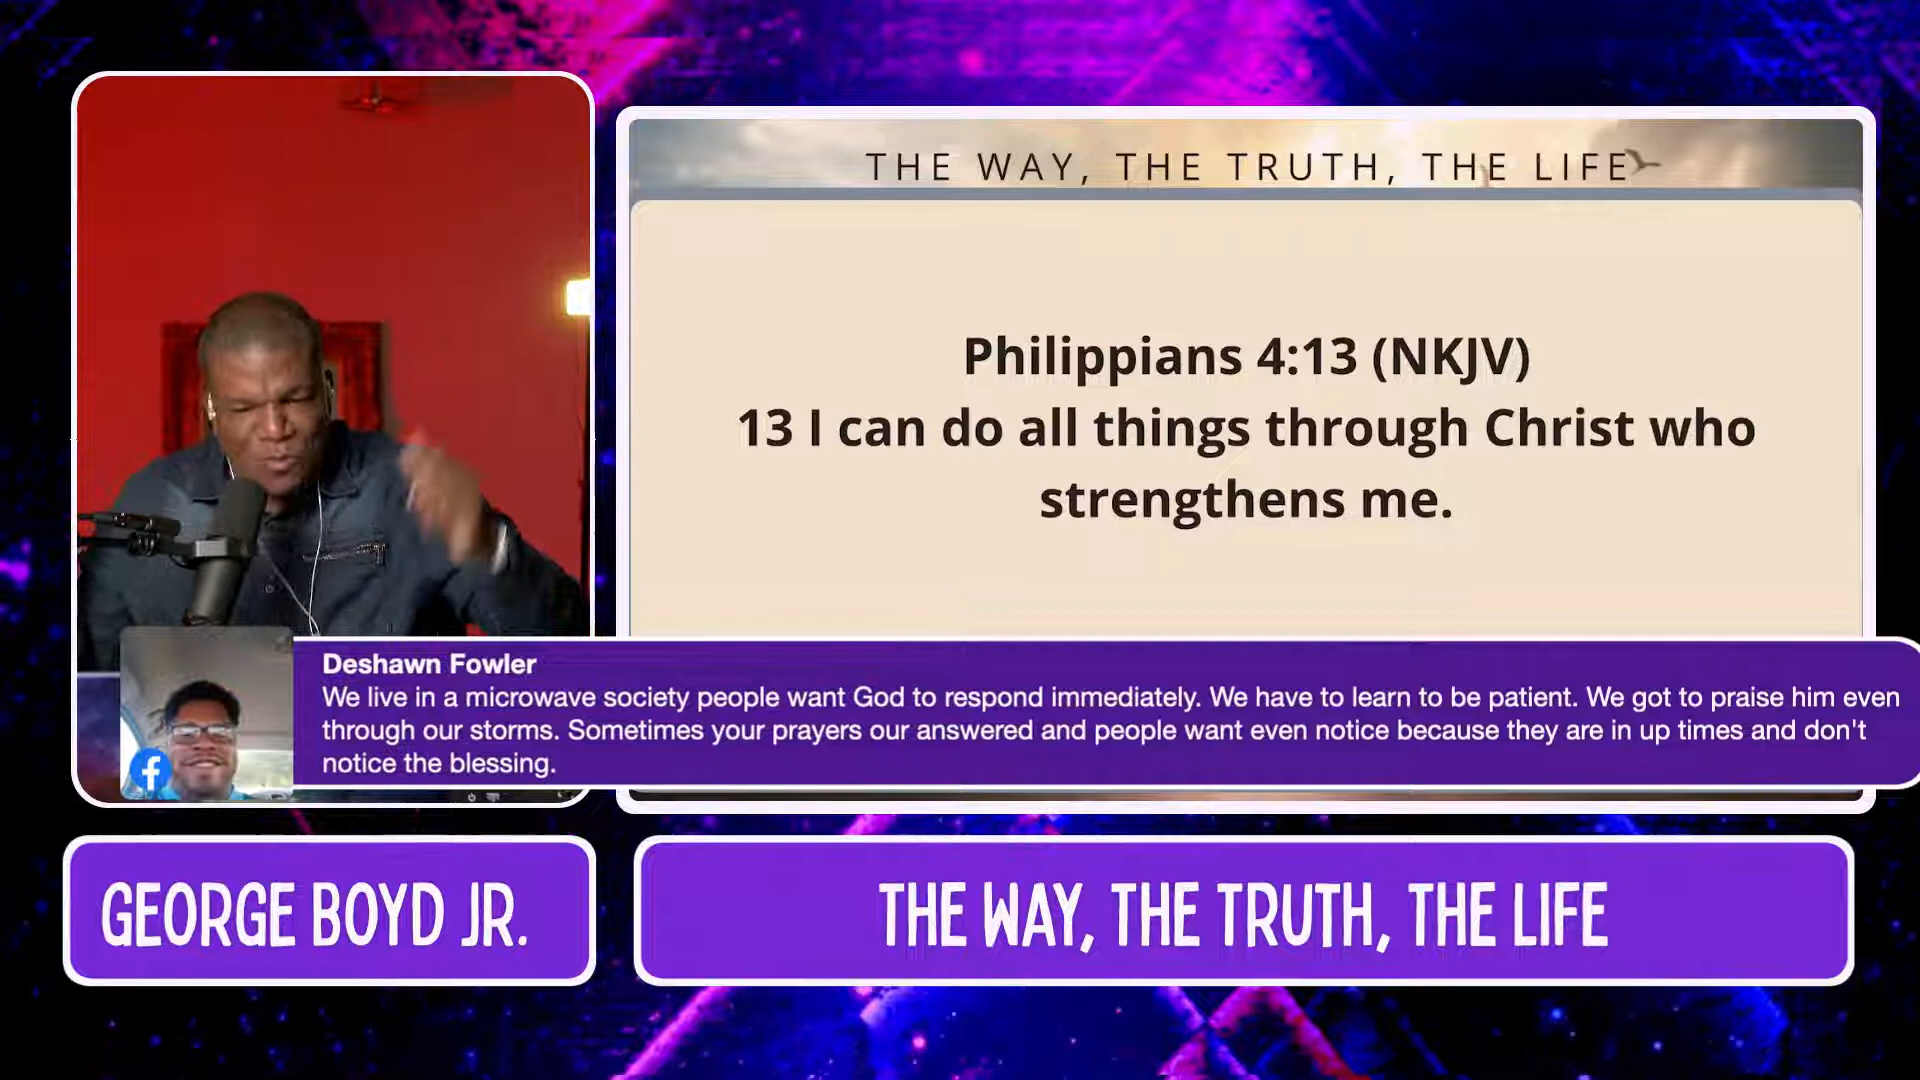 THE WAY, THE TRUTH, THE LIFE
Philippians 4:13 (NKJV)
13 I can do all things through Christ who
strengthens me.
Deshawn Fowler
We live in a microwave society people want God to respond immediately. We have to learn to be patient. We got to praise him even
through our storms. Sometimes your prayers our answered and people want even notice because they are in up times and don't
notice the blessing.
GEORGE BOYD JR.
THE WAY, THE TRUTH, THE LIFE